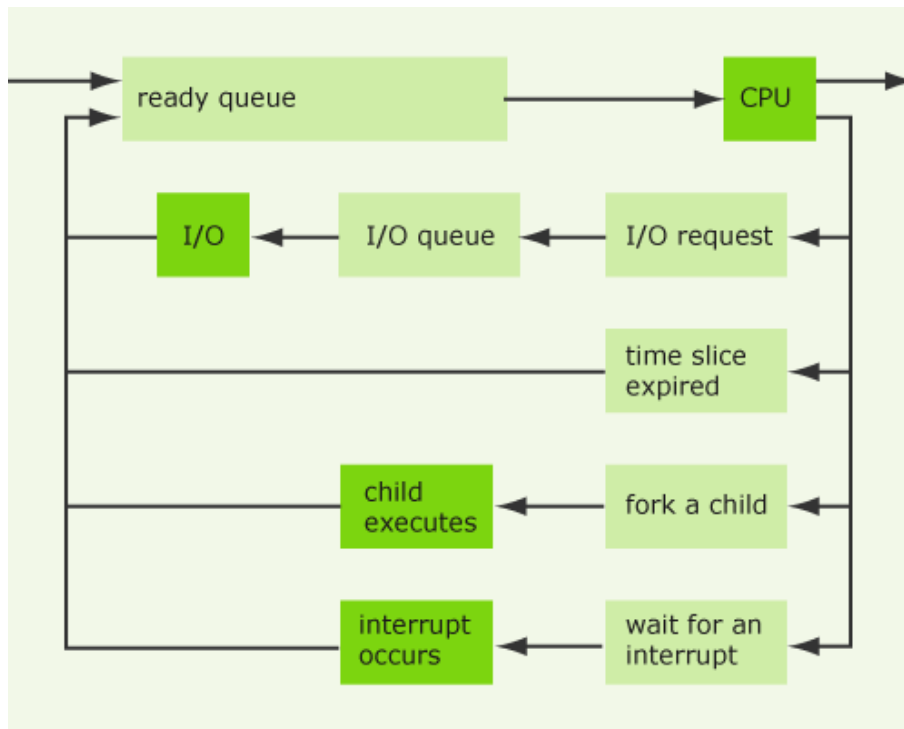 ready queue
CPU
I/O
I/O queue
I/O request
time slice
expired
child
executes
fork a child
interrupt
occurs
wait for an
interrupt